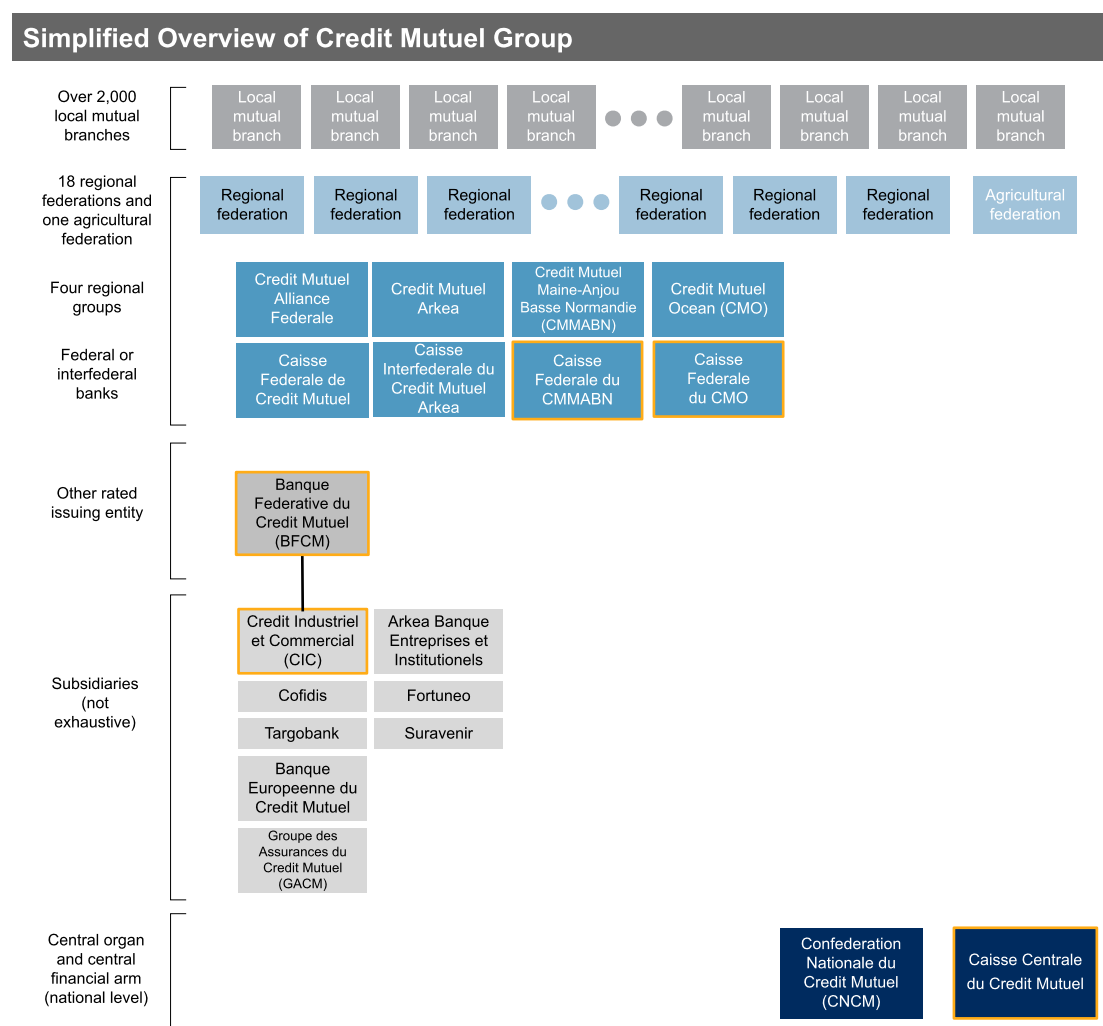 Simplified Overview of Credit Mutuel Group
Over 2,000
local mutual
branches
Local
mutual
branch
Local
mutual
branch
Local
mutual
branch
Local
mutual
branch
Local
mutual
branch
Local
mutual
branch
Local
mutual
branch
Local
mutual
branch
18 regional
federations and
one agricultural
federation
Regional
federation
Regional
federation
Regional
federation
Regional
federation
Regional
federation
Regional
federation
Agricultural
federation
Four regional
groups
Credit Mutuel
Alliance
Federale
Credit Mutuel
Arkea
Credit Mutuel
Maine-Anjou
Basse Normandie
(CMMABN)
Credit Mutuel
Ocean (CMO)
Federal or
interfederal
banks
Caisse
Federale de
Credit Mutuel
Caisse
Interfederale du
Credit Mutuel
Arkea
Caisse
Federale du
CMMABN
Caisse
Federale
du CMO
Other rated
issuing entity
Banque
Federative du
Credit Mutuel
(BFCM)
Subsidiaries
(not
exhaustive)
Credit Industriel
et Commercial
(CIC)
Arkea Banque
Entreprises et
Institutionels
Cofidis
Fortuneo
Targobank
Suravenir
Banque
Europeenne du
Credit Mutuel
Groupe des
Assurances du
Credit Mutuel
(GACM)
Central organ
and central
financial arm
(national level)
Confederation
Nationale du
Credit Mutuel
(CNCM)
Caisse Centrale
du Credit Mutuel